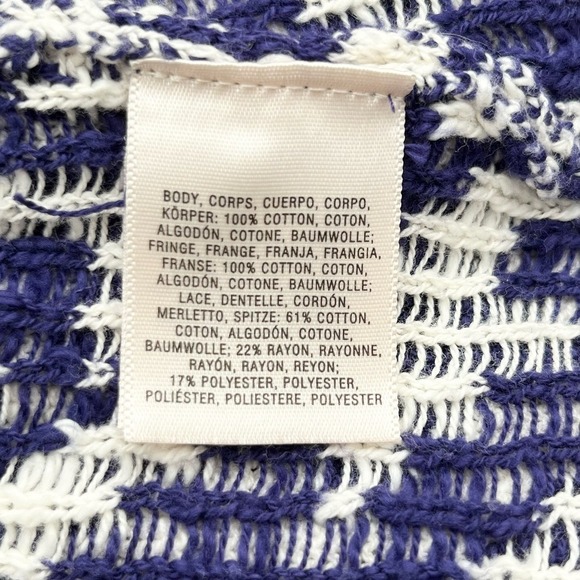 BODY, CORPS, CUERPO, CORPO,
KÖRPER: 100% COTTON, COTON,
ALGODÓN, COTONE, BAUMWOLLE;
FRINGE, FRANGE, FRANJA, FRANGIA,
FRANSE: 100% COTTON, COTON,
ALGODÓN, COTONE, BAUMWOLLE;
LACE, DENTELLE, CORDÓN,
MERLETTO, SPITZE: 61% COTTON,
COTON, ALGODÓN, COTONE,
BAUMWOLLE; 22% RAYON, RAYONNE,
RAYÓN, RAYON, REYON;
17% POLYESTER, POLYESTER,
POLIÉSTER, POLIESTERE, POLYESTER